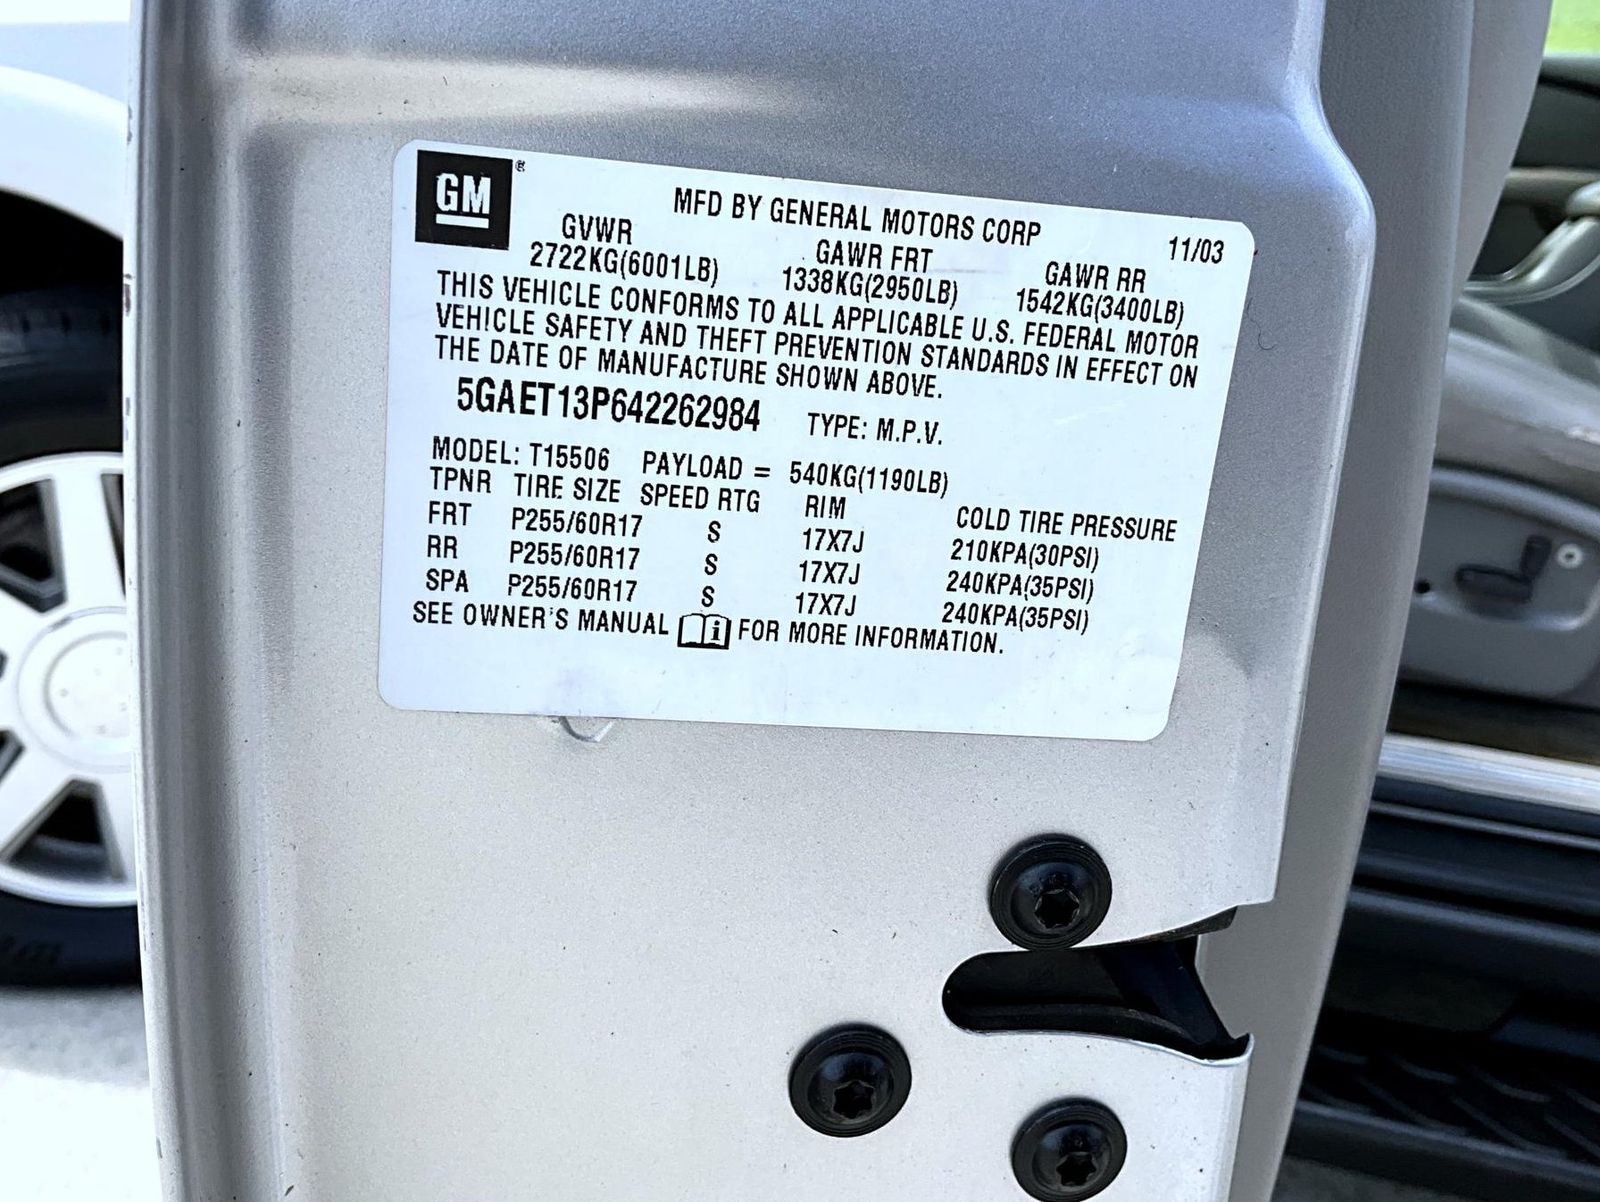 GM ®
MFD BY GENERAL MOTORS CORP 11/03
GVWR GAWR FRT GAWR RR
2722KG(6001LB) 1338KG(2950LB) 1542KG(3400LB)
THIS VEHICLE CONFORMS TO ALL APPLICABLE U.S. FEDERAL MOTOR
VEHICLE SAFETY AND THEFT PREVENTION STANDARDS IN EFFECT ON
THE DATE OF MANUFACTURE SHOWN ABOVE.
5GAET13P642262984 TYPE: M.P.V.
MODEL: T15506 PAYLOAD = 540KG(1190LB)
TPNR TIRE SIZE SPEED RTG RIM COLD TIRE PRESSURE
FRT P255/60R17 S 17X7J 210KPA(30PSI)
RR P255/60R17 S 17X7J 240KPA(35PSI)
SPA P255/60R17 S 17X7J 240KPA(35PSI)
SEE OWNER'S MANUAL i FOR MORE INFORMATION.